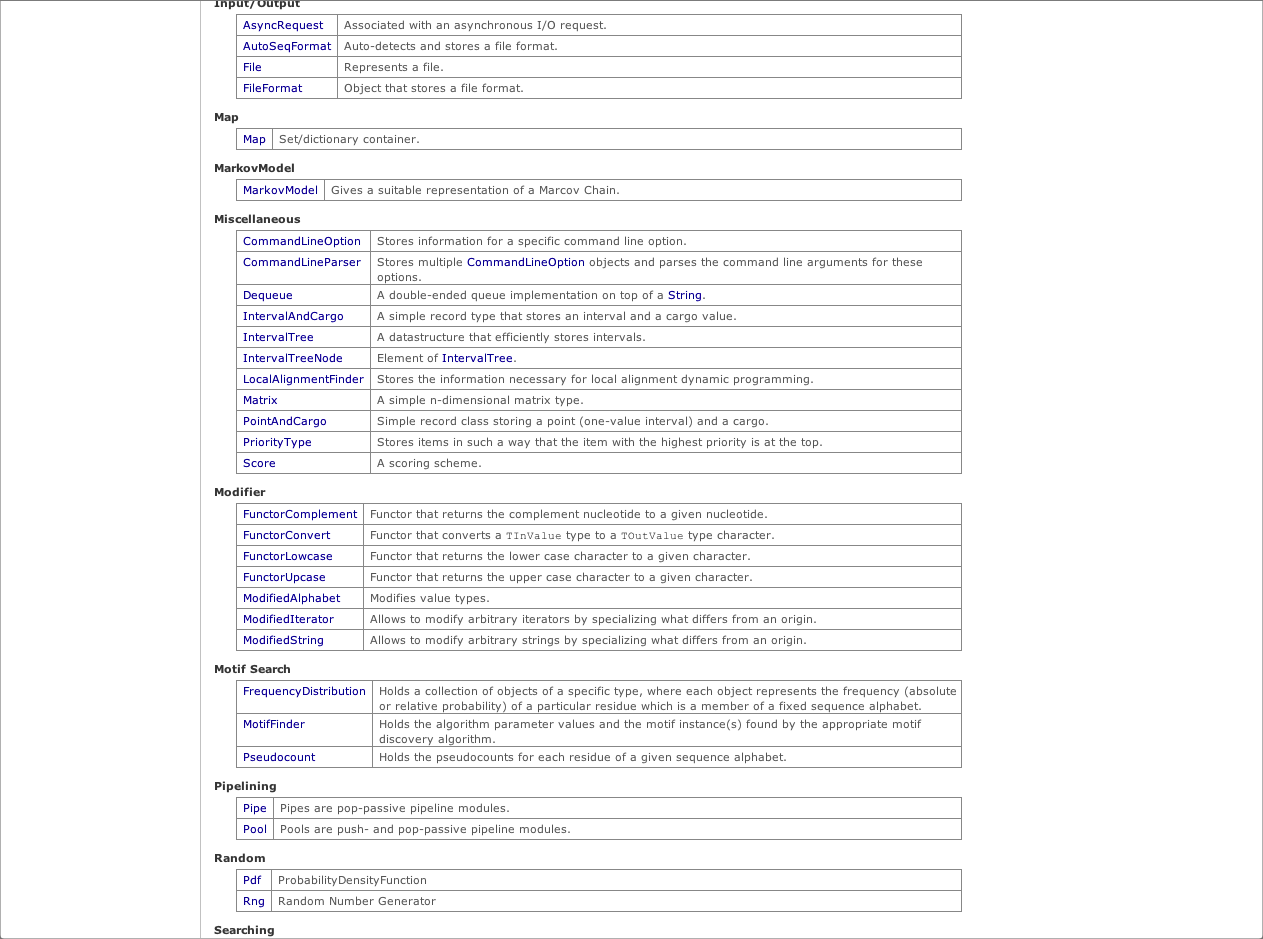 Input/Output
AsyncRequest Associated with an asynchronous I/O request.
AutoSeqFormat Auto-detects and stores a file format.
File Represents a file.
FileFormat Object that stores a file format.
Map
Map Set/dictionary container.
MarkovModel
MarkovModel Gives a suitable representation of a Marcov Chain.
Miscellaneous
CommandLineOption Stores information for a specific command line option.
CommandLineParser Stores multiple CommandLineOption objects and parses the command line arguments for these
options.
Dequeue A double-ended queue implementation on top of a String.
IntervalAndCargo A simple record type that stores an interval and a cargo value.
IntervalTree A datastructure that efficiently stores intervals.
IntervalTreeNode Element of IntervalTree.
LocalAlignmentFinder Stores the information necessary for local alignment dynamic programming.
Matrix A simple n-dimensional matrix type.
PointAndCargo Simple record class storing a point (one-value interval) and a cargo.
PriorityType Stores items in such a way that the item with the highest priority is at the top.
Score A scoring scheme.
Modifier
FunctorComplement Functor that returns the complement nucleotide to a given nucleotide.
FunctorConvert Functor that converts a TInValue type to a TOutValue type character.
FunctorLowcase Functor that returns the lower case character to a given character.
FunctorUpcase Functor that returns the upper case character to a given character.
ModifiedAlphabet Modifies value types.
ModifiedIterator Allows to modify arbitrary iterators by specializing what differs from an origin.
ModifiedString Allows to modify arbitrary strings by specializing what differs from an origin.
Motif Search
FrequencyDistribution Holds a collection of objects of a specific type, where each object represents the frequency (absolute
or relative probability) of a particular residue which is a member of a fixed sequence alphabet.
MotifFinder Holds the algorithm parameter values and the motif instance(s) found by the appropriate motif
discovery algorithm.
Pseudocount Holds the pseudocounts for each residue of a given sequence alphabet.
Pipelining
Pipe Pipes are pop-passive pipeline modules.
Pool Pools are push- and pop-passive pipeline modules.
Random
Pdf ProbabilityDensityFunction
Rng Random Number Generator
Searching